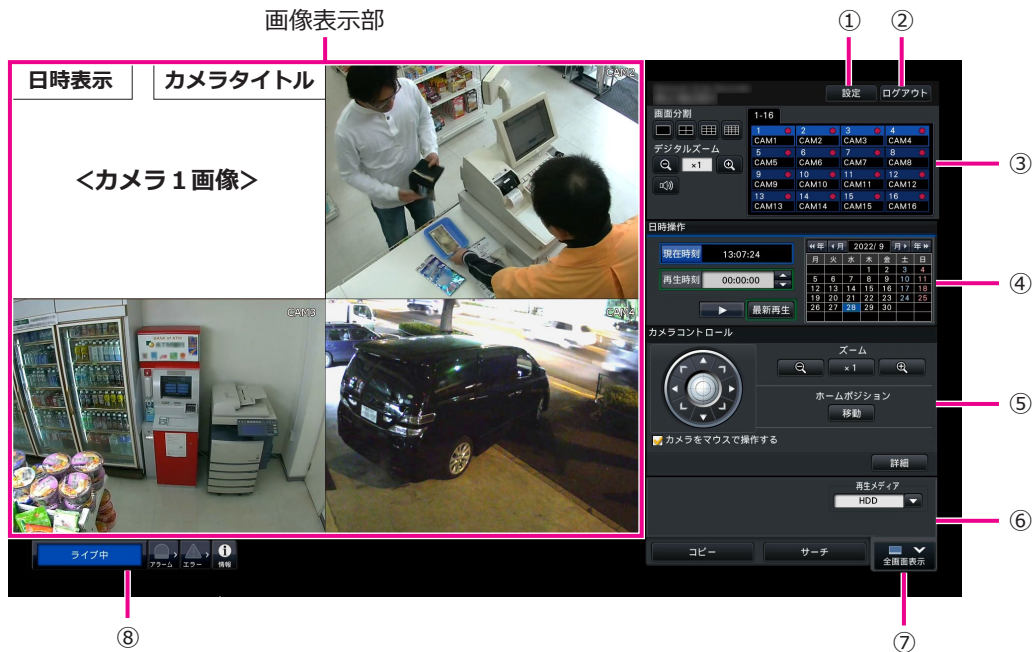 画像表示部
① ②
日時表示 カメラタイトル
<カメラ1画像>
CAM2
CAM3
CAM4
設定 ログアウト
画面分割
1-16
デジタルズーム
×1
1 2 3 4
CAM1 CAM2 CAM3 CAM4
5 6 7 8
CAM5 CAM6 CAM7 CAM8
9 10 11 12
CAM9 CAM10 CAM11 CAM12
13 14 15 16
CAM13 CAM14 CAM15 CAM16
③
日時操作
現在時刻 13:07:24
再生時刻 00:00:00
最新再生
年 月 2022/ 9 月 年
月 火 水 木 金 土 日
1 2 3 4
5 6 7 8 9 10 11
12 13 14 15 16 17 18
19 20 21 22 23 24 25
26 27 28 29 30
④
カメラコントロール
ズーム
×1
ホームポジション
移動
⑤
カメラをマウスで操作する
詳細
再生メディア
HDD
⑥
コピー サーチ
全画面表示
ライブ中
アラーム エラー 情報
⑧ ⑦